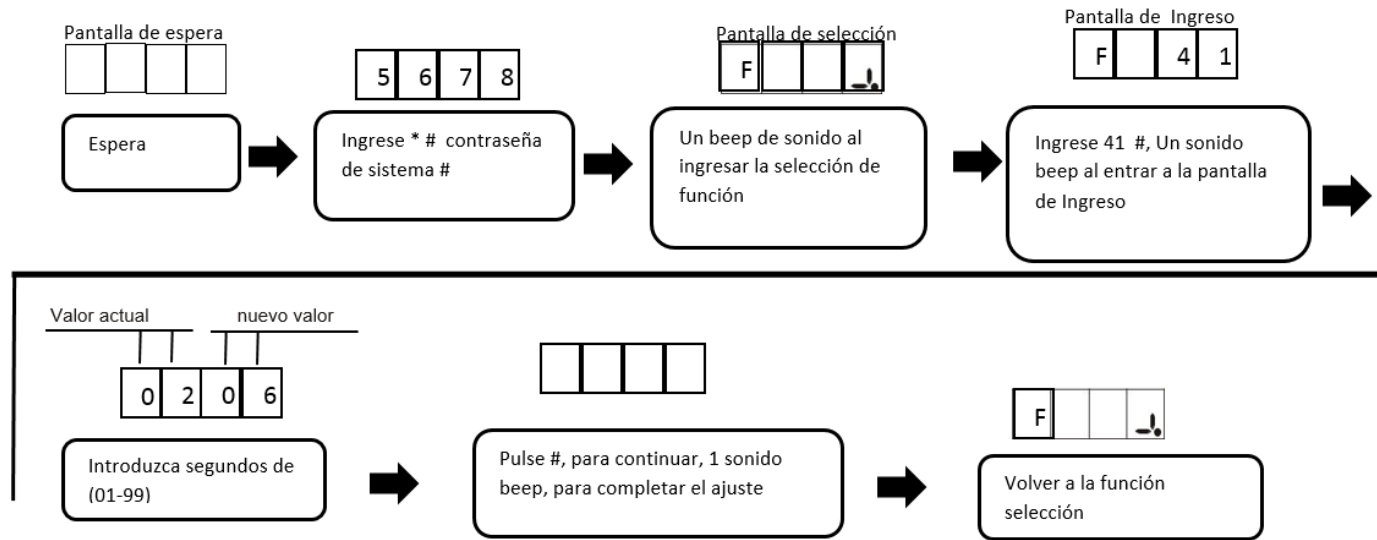 Pantalla de espera
5 6 7 8
Pantalla de selección
F
Pantalla de Ingreso
F 4 1
Espera
Ingrese * # contraseña
de sistema #
Un beep de sonido al
ingresar la selección de
función
Ingrese 41 #, Un sonido
beep al entrar a la pantalla
de Ingreso
Valor actual
nuevo valor
0 2 0 6
Introduzca segundos de
(01-99)
Pulse #, para continuar, 1 sonido
beep, para completar el ajuste
F
Volver a la función
selección